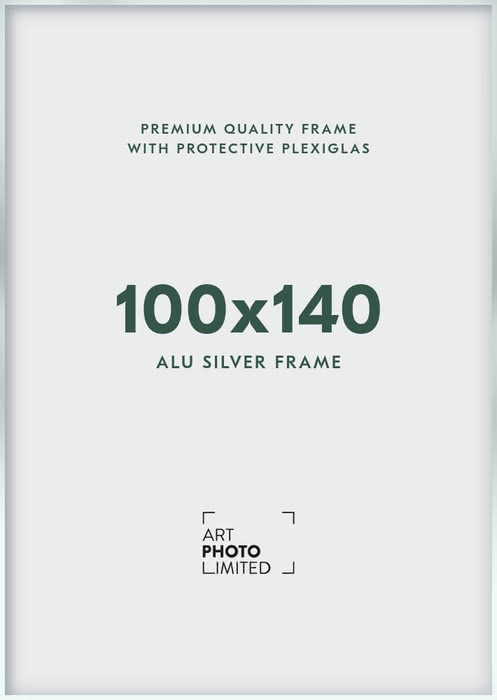 PREMIUM QUALITY FRAME
WITH PROTECTIVE PLEXIGLAS
100x140
ALU SILVER FRAME
ART
PHOTO
LIMITED